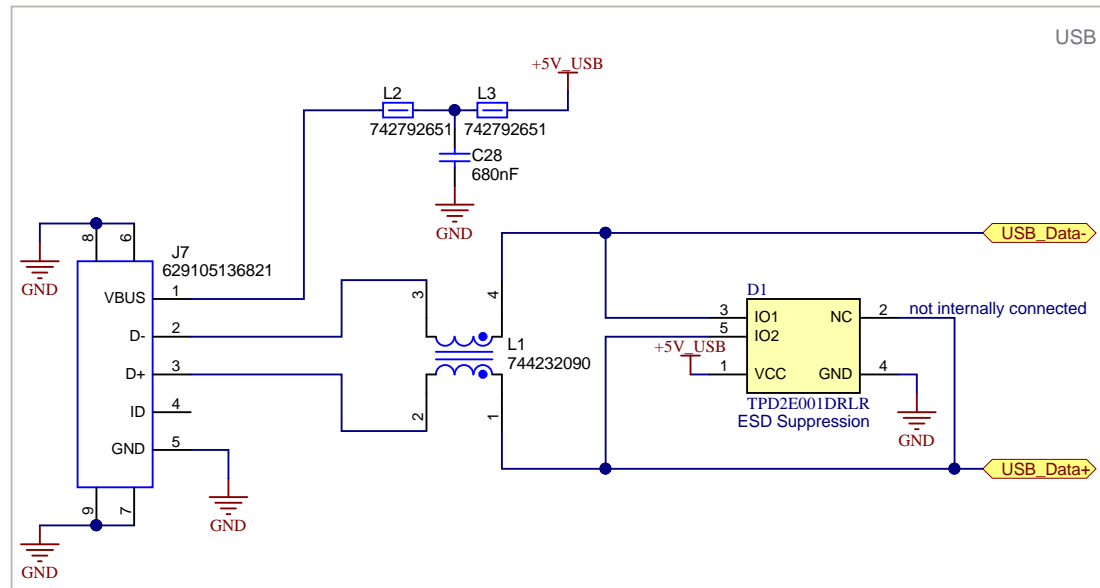 USB
+5V_USB
L2
L3
742792651
742792651
C28
680nF
GND
8
6
GND
J7
629105136821
VBUS
1
D-
2
D+
3
ID
4
GND
5
GND
9
7
GND
3
4
L1
744232090
2
1
USB_Data-
D1
3
IO1
NC
2
not internally connected
5
IO2
+5V_USB
1
VCC
GND
4
TPD2E001DRLR
ESD Suppression
GND
USB_Data+